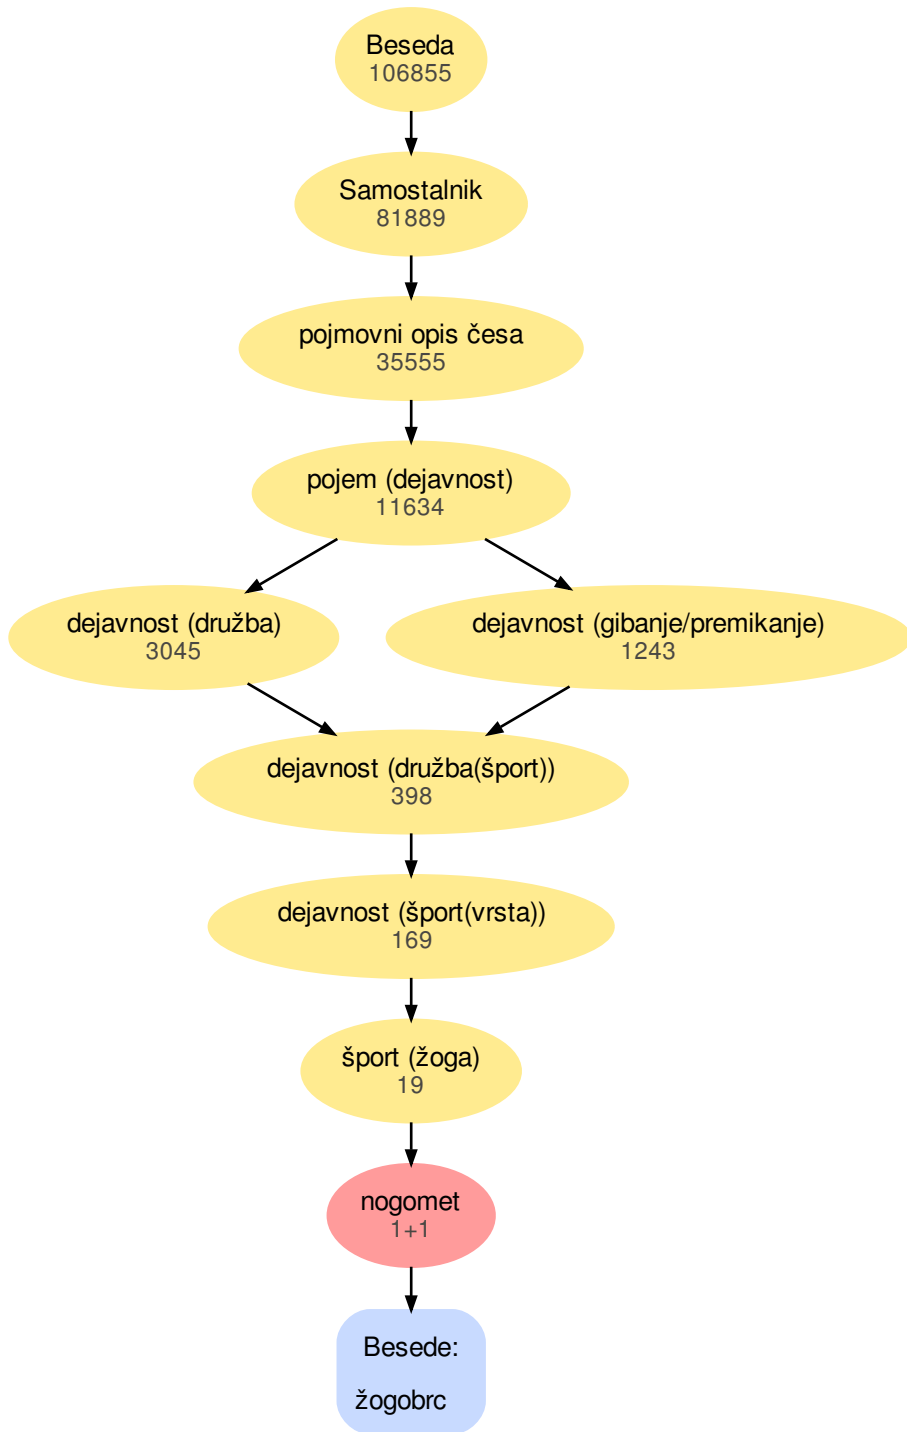 Beseda
106855
Samostalnik
81889
pojmovni opis česa
35555
pojem (dejavnost)
11634
dejavnost (družba)
3045
dejavnost (gibanje/premikanje)
1243
dejavnost (družba(šport))
398
dejavnost (šport(vrsta))
169
šport (žoga)
19
nogomet
1+1
Besede:
žogobrc